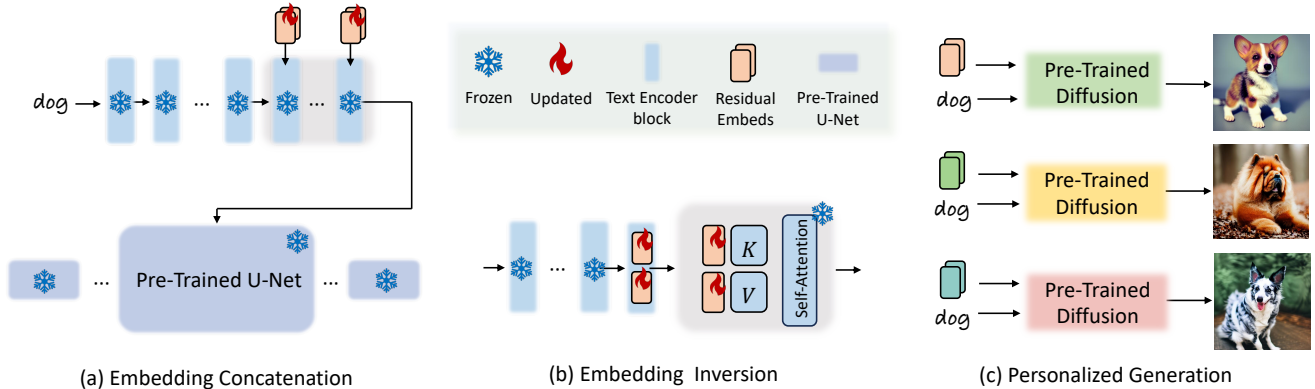 dog
...
...
Pre-Trained U-Net
...
...
(a) Embedding Concatenation
Frozen
Updated
Text Encoder
block
Residual
Embeds
Pre-Trained
U-Net
...
K
V
Self-Attention
(b) Embedding Inversion
dog
Pre-Trained
Diffusion
dog
Pre-Trained
Diffusion
dog
Pre-Trained
Diffusion
(c) Personalized Generation